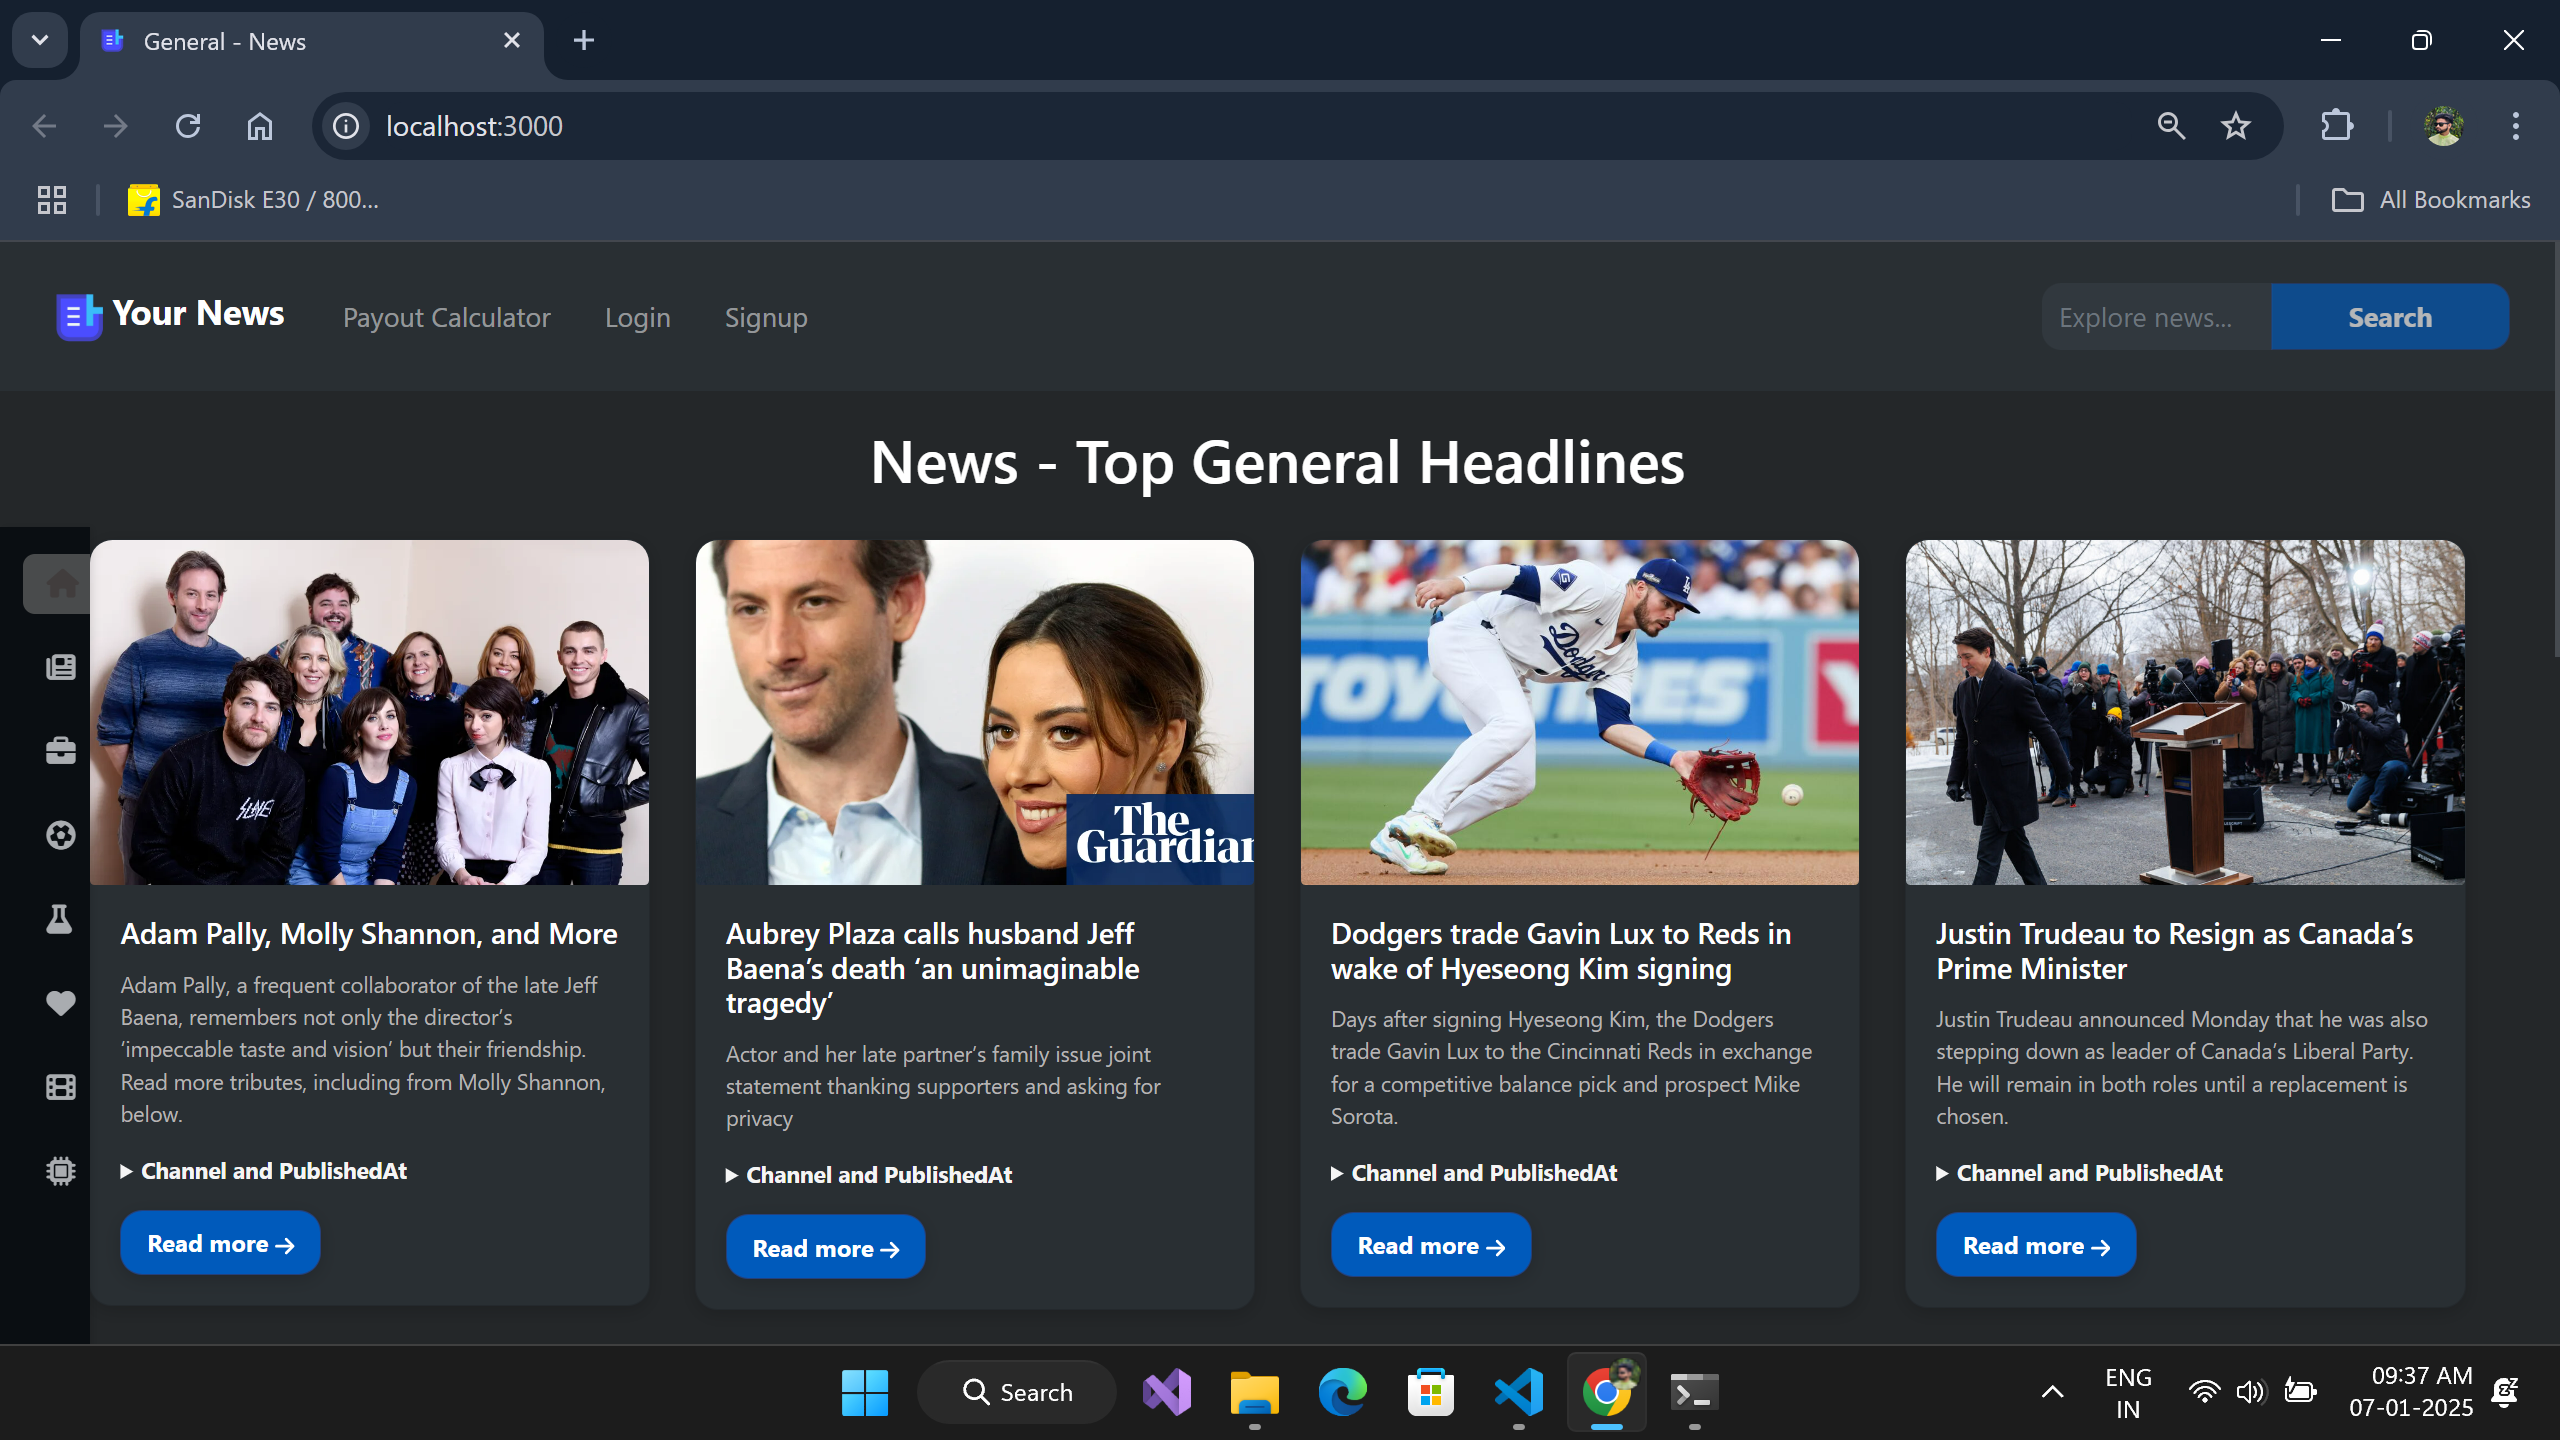 General - News
localhost:3000
SanDisk E30 / 800...
All Bookmarks
Your News
Payout Calculator
Login
Signup
Explore news...
Search
News - Top General Headlines
SLAYER
The
Guardian
Dodgers
TOYO TIRES
Adam Pally, Molly Shannon, and More
Adam Pally, a frequent collaborator of the late Jeff
Baena, remembers not only the director’s
‘impeccable taste and vision’ but their friendship.
Read more tributes, including from Molly Shannon,
below.
Channel and PublishedAt
Read more →
Aubrey Plaza calls husband Jeff
Baena’s death ‘an unimaginable
tragedy’
Actor and her late partner’s family issue joint
statement thanking supporters and asking for
privacy
Channel and PublishedAt
Read more →
Dodgers trade Gavin Lux to Reds in
wake of Hyeseong Kim signing
Days after signing Hyeseong Kim, the Dodgers
trade Gavin Lux to the Cincinnati Reds in exchange
for a competitive balance pick and prospect Mike
Sorota.
Channel and PublishedAt
Read more →
Justin Trudeau to Resign as Canada’s
Prime Minister
Justin Trudeau announced Monday that he was also
stepping down as leader of Canada’s Liberal Party.
He will remain in both roles until a replacement is
chosen.
Channel and PublishedAt
Read more →
Search
ENG
IN
09:37 AM
07-01-2025